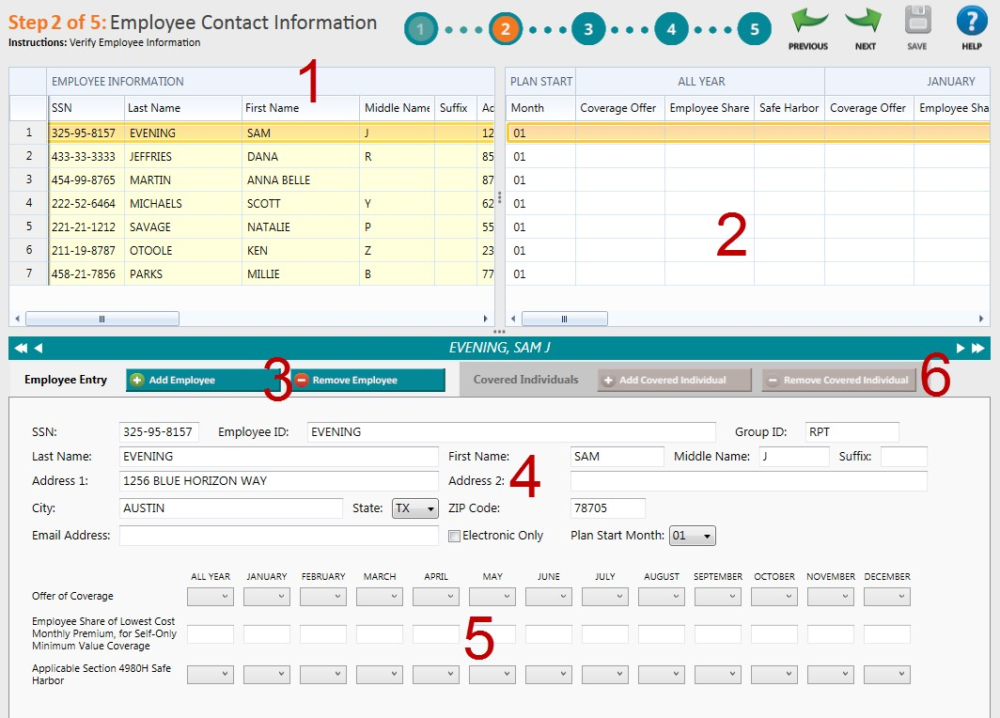 Step 2 of 5: Employee Contact Information
Instructions: Verify Employee Information
1 2 3 4 5
PREVIOUS NEXT SAVE HELP
EMPLOYEE INFORMATION
1
SSN Last Name First Name Middle Name Suffix Ad
1 325-95-8157 EVENING SAM J 12
2 433-33-3333 JEFFRIES DANA R 85
3 454-99-8765 MARTIN ANNA BELLE 87
4 222-52-6464 MICHAELS SCOTT Y 62
5 221-21-1212 SAVAGE NATALIE P 55
6 211-19-8787 OTOOLE KEN Z 23
7 458-21-7856 PARKS MILLIE B 77
PLAN START ALL YEAR JANUARY
Month Coverage Offer Employee Share Safe Harbor Coverage Offer Employee Sha
01
01
01
01
01
01
01
2
EVENING, SAM J
Employee Entry Add Employee 3 Remove Employee Covered Individuals Add Covered Individual Remove Covered Individual 6
SSN: 325-95-8157 Employee ID: EVENING Group ID: RPT
Last Name: EVENING First Name: SAM Middle Name: J Suffix:
Address 1: 1256 BLUE HORIZON WAY Address 2: 4
City: AUSTIN State: TX ZIP Code: 78705
Email Address: Electronic Only Plan Start Month: 01
ALL YEAR JANUARY FEBRUARY MARCH APRIL MAY JUNE JULY AUGUST SEPTEMBER OCTOBER NOVEMBER DECEMBER
Offer of Coverage
Employee Share of Lowest Cost
Monthly Premium, for Self-Only
Minimum Value Coverage
5
Applicable Section 4980H Safe
Harbor